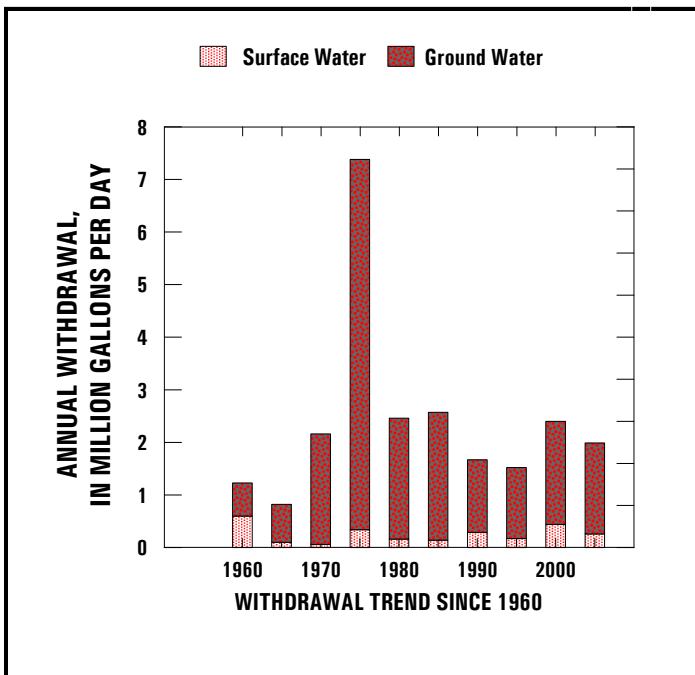 Surface Water Ground Water
8
7
6
5
4
3
2
1
0
ANNUAL WITHDRAWAL,
IN MILLION GALLONS PER DAY
1960 1970 1980 1990 2000
WITHDRAWAL TREND SINCE 1960